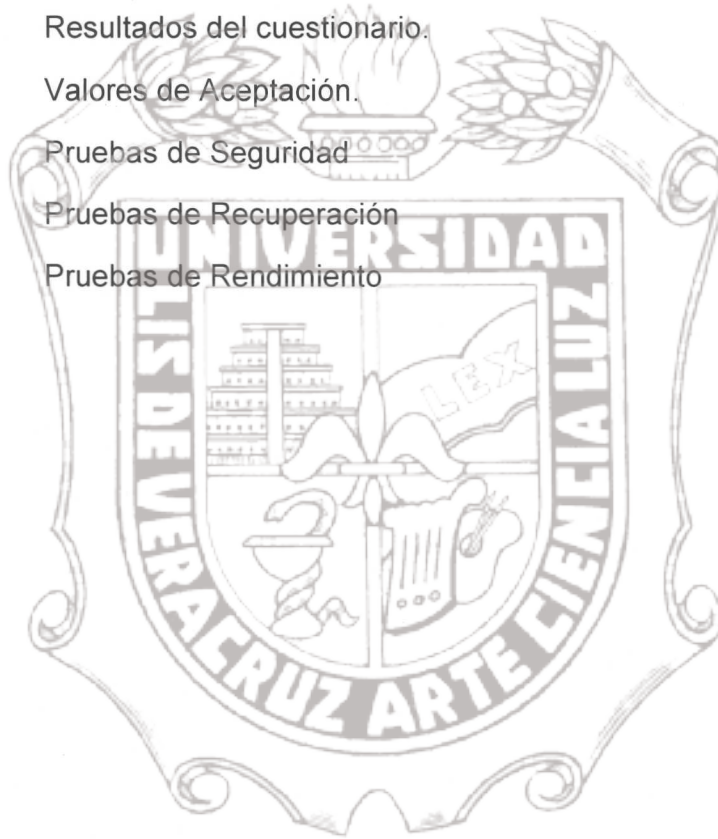 Resultados del cuestionario.
Valores de Aceptación.
Pruebas de Seguridad
Pruebas de Recuperación
Pruebas de Rendimiento
UNIVERSIDAD
LIS DE VERACRUZ ARTE CIENCIA LUZ
LEX